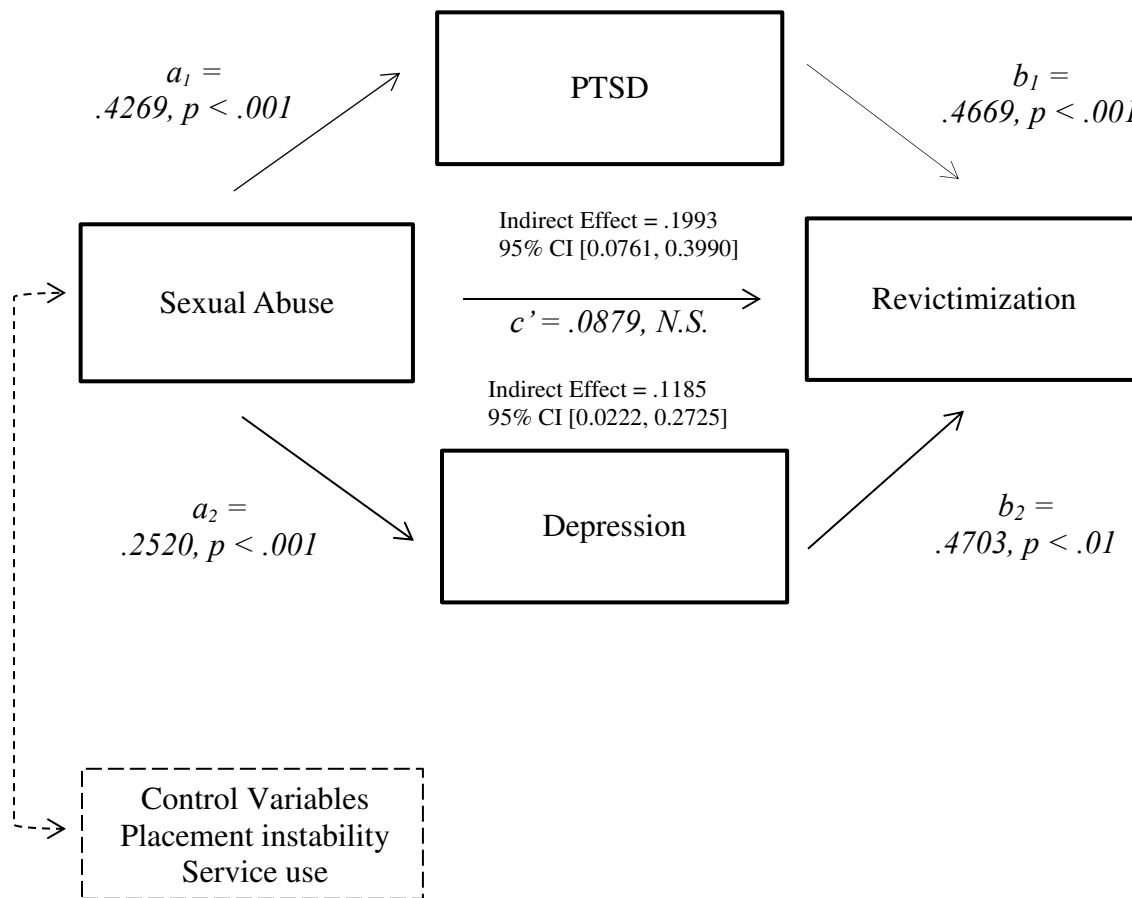 a1 =
.4269, p < .001
PTSD
b1 =
.4669, p < .001
Indirect Effect = .1993
95% CI [0.0761, 0.3990]
Sexual Abuse
c’ = .0879, N.S.
Revictimization
Indirect Effect = .1185
95% CI [0.0222, 0.2725]
a2 =
.2520, p < .001
Depression
b2 =
.4703, p < .01
Control Variables
Placement instability
Service use